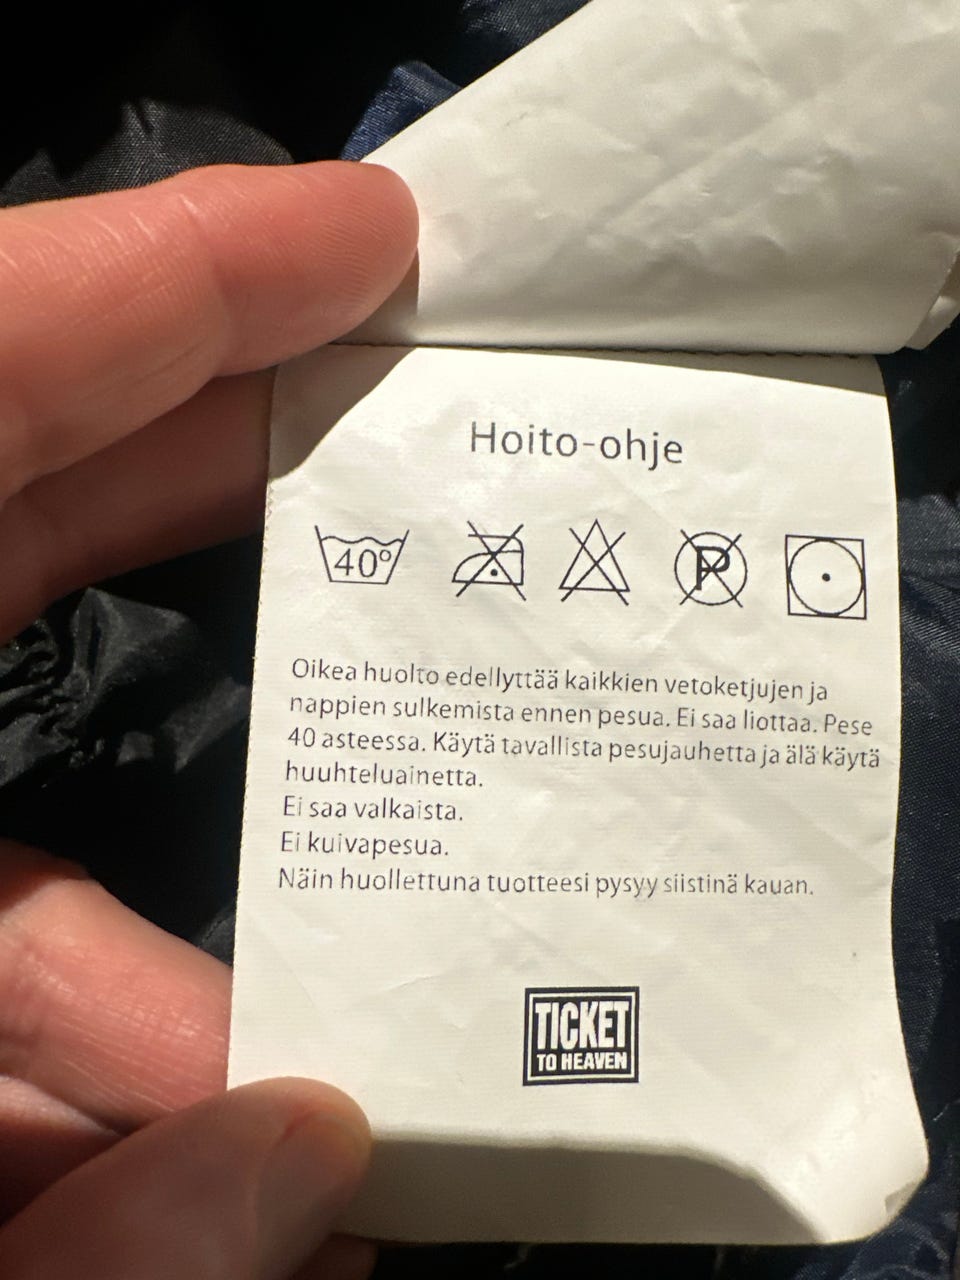 Hoito-ohje
40°
P
Oikea huolto edellyttää kaikkien vetoketjujen ja
nappien sulkemista ennen pesua. Ei saa liottaa. Pese
40 asteessa. Käytä tavallista pesujauhetta ja älä käytä
huuhteluainetta.
Ei saa valkaista.
Ei kuivapesua.
Näin huollettuna tuotteesi pysyy siistinä kauan.
TICKET
TO HEAVEN